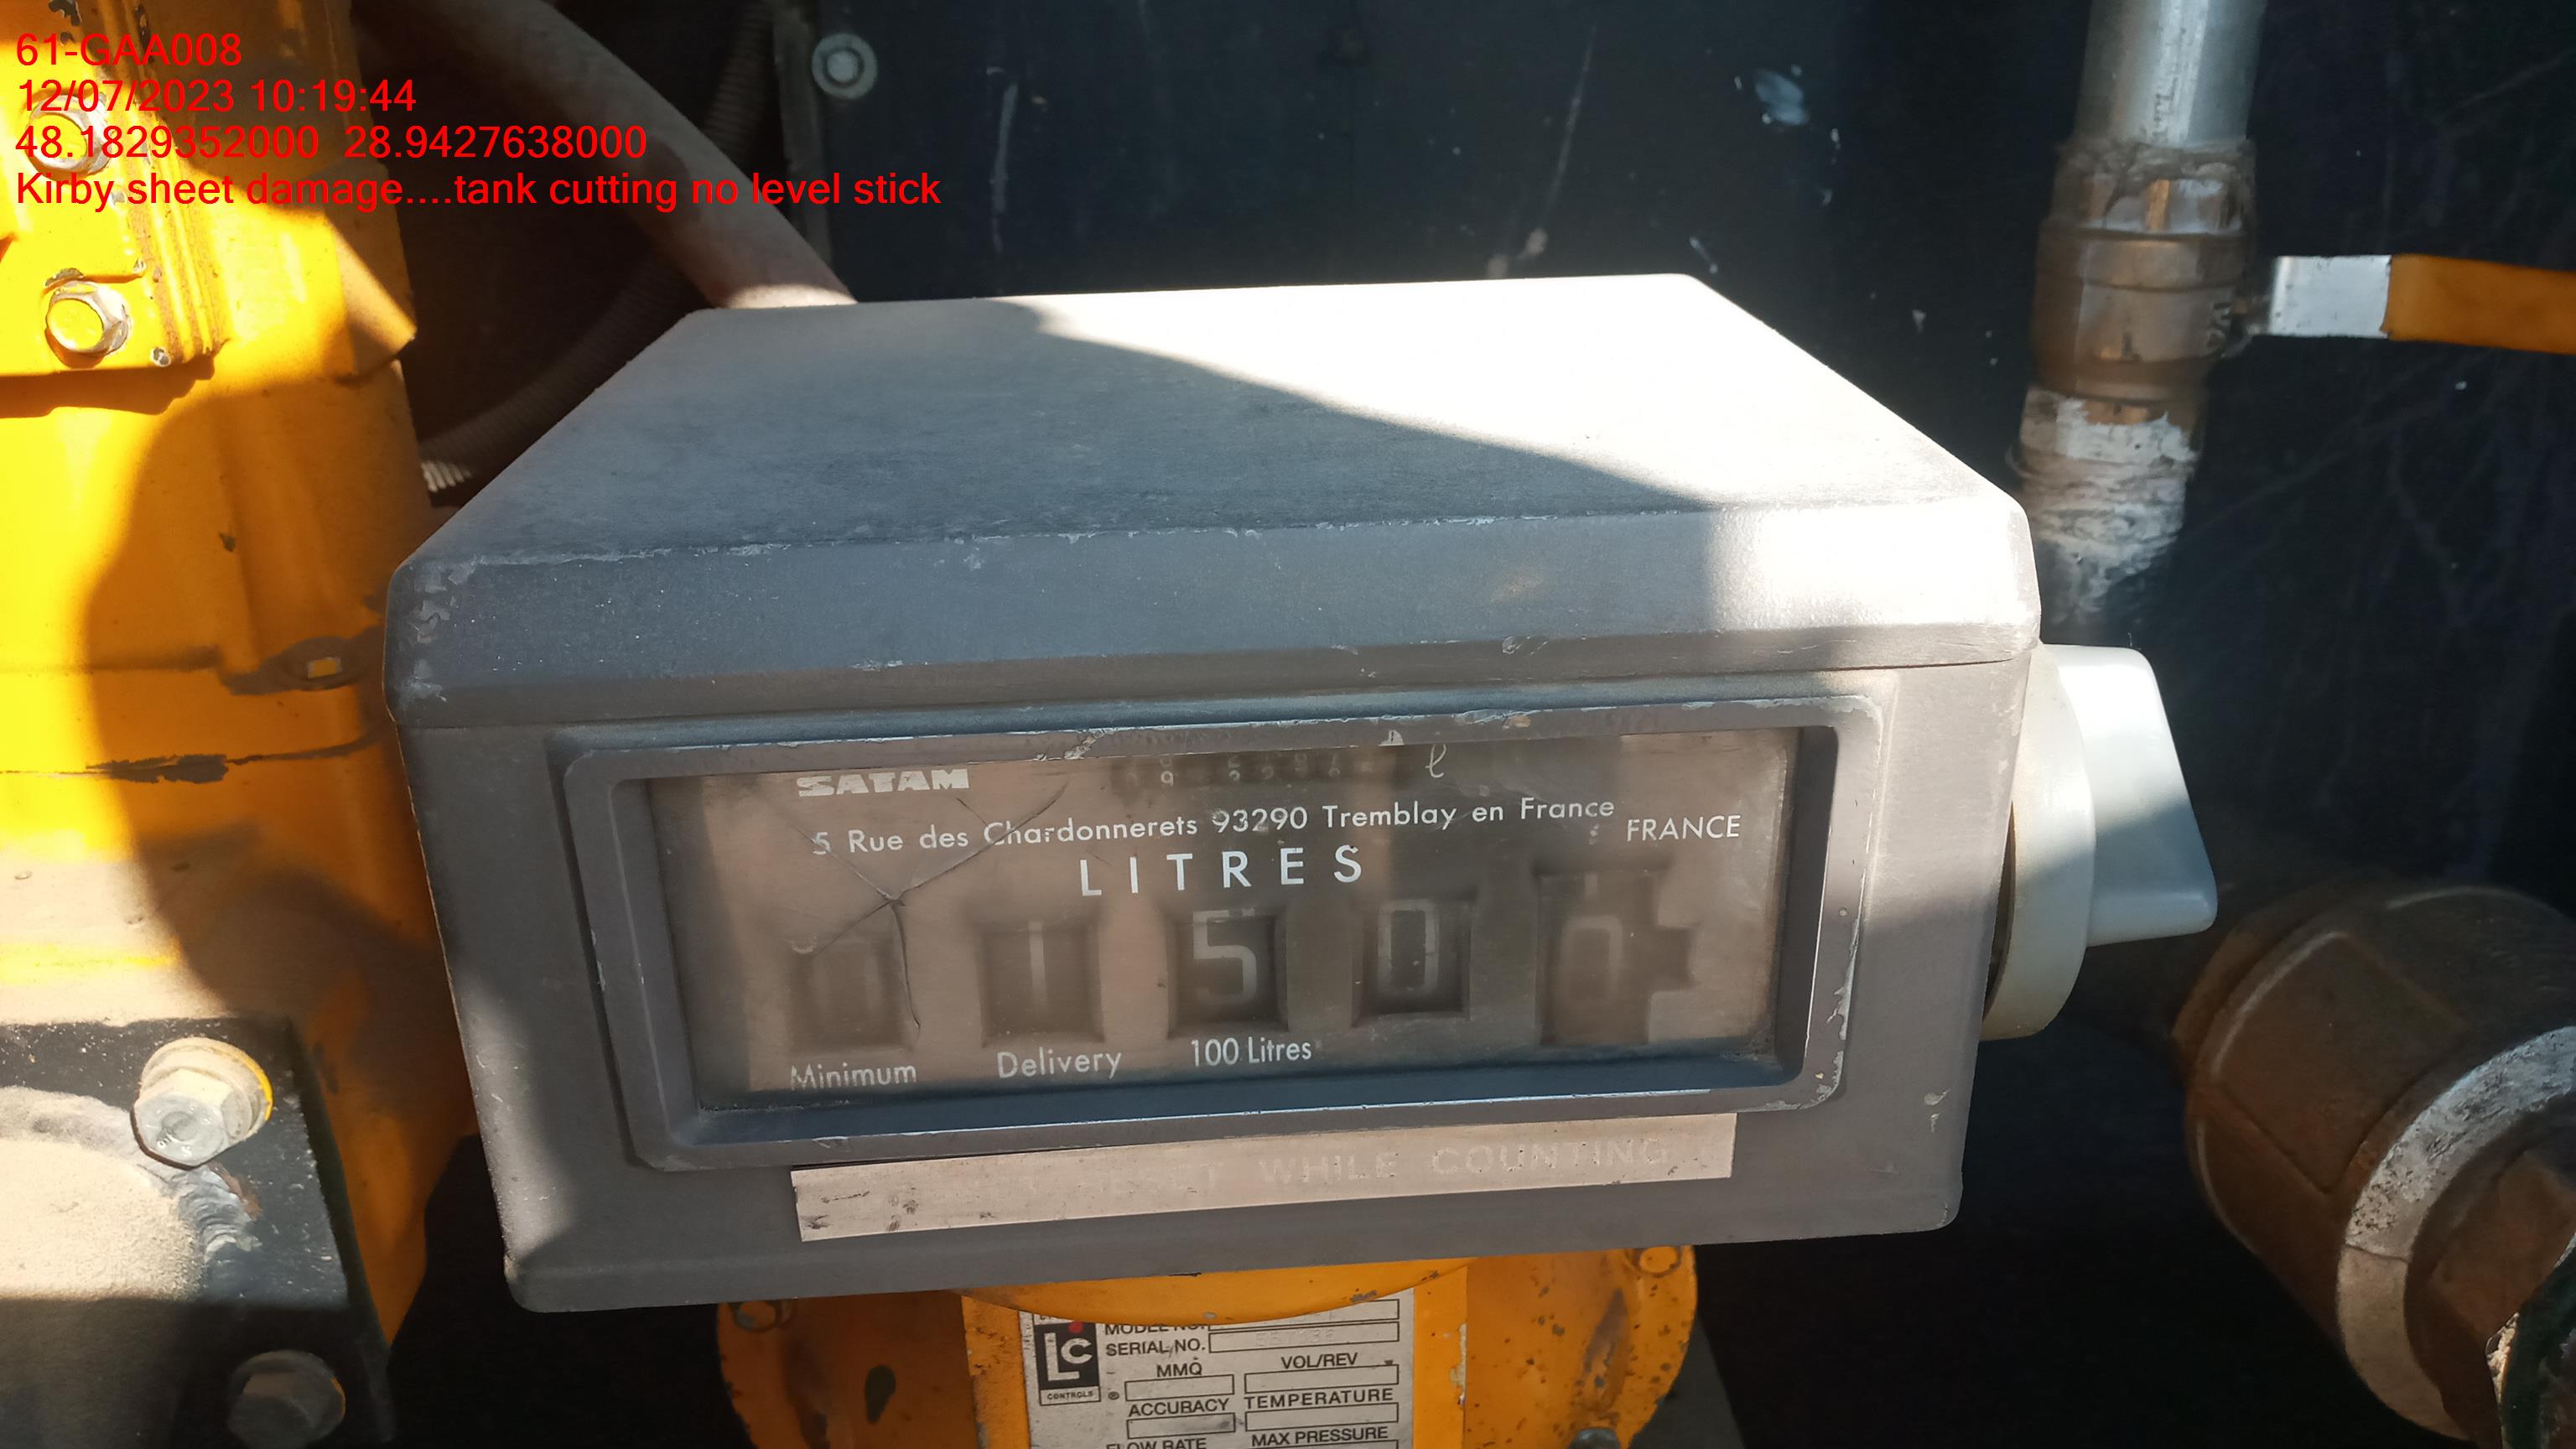 61-GAA008
12/07/2023 10:19:44
48.1829352000 28.9427638000
Kirby sheet damage....tank cutting no level stick
SATAM
ℓ
5 Rue des Chardonnerets 93290 Tremblay en France
FRANCE
LITRES
1 5 0 0
Minimum Delivery 100 Litres
WHILE COUNTING
LC
CONTROLS
MODEL NO.
SERIAL NO.
MMQ VOL/REV
ACCURACY TEMPERATURE
FLOW RATE MAX PRESSURE